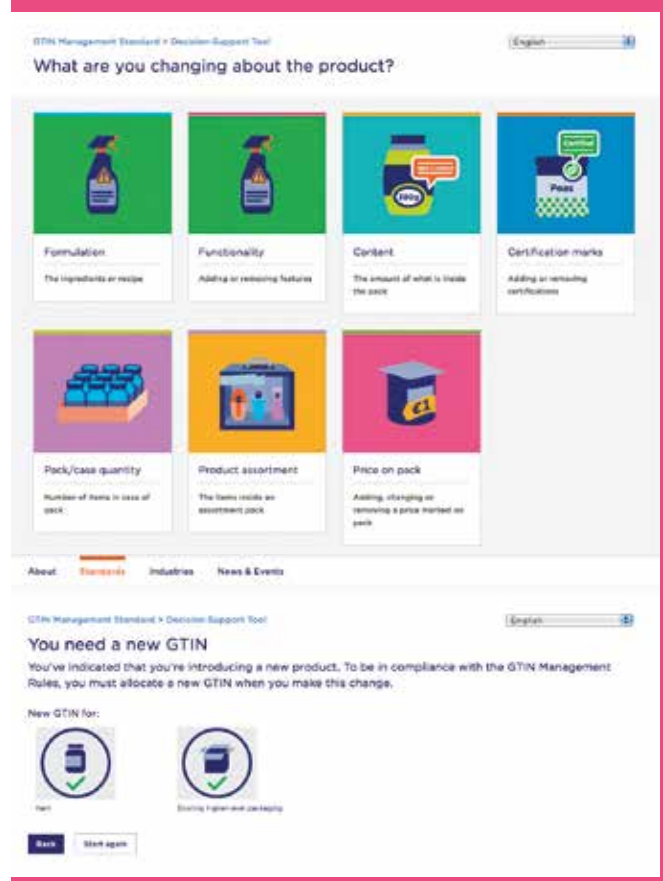 GTIN Management Standard > Decision Support Tool
English
What are you changing about the product?
300g
Certified
Peas
Formulation
The ingredients or recipe
Functionality
Adding or removing features
Content
The amount of what is inside
the pack
Certification marks
Adding or removing
certifications
€1
Pack/case quantity
Number of items in case of
pack
Product assortment
The items inside an
assortment pack
Price on pack
Adding, changing or
removing a price marked on
pack
About Standards Industries News & Events
GTIN Management Standard > Decision Support Tool
English
You need a new GTIN
You've indicated that you're introducing a new product. To be in compliance with the GTIN Management
Rules, you must allocate a new GTIN when you make this change.
New GTIN for:
Item
Existing higher-level packaging
Back
Start again